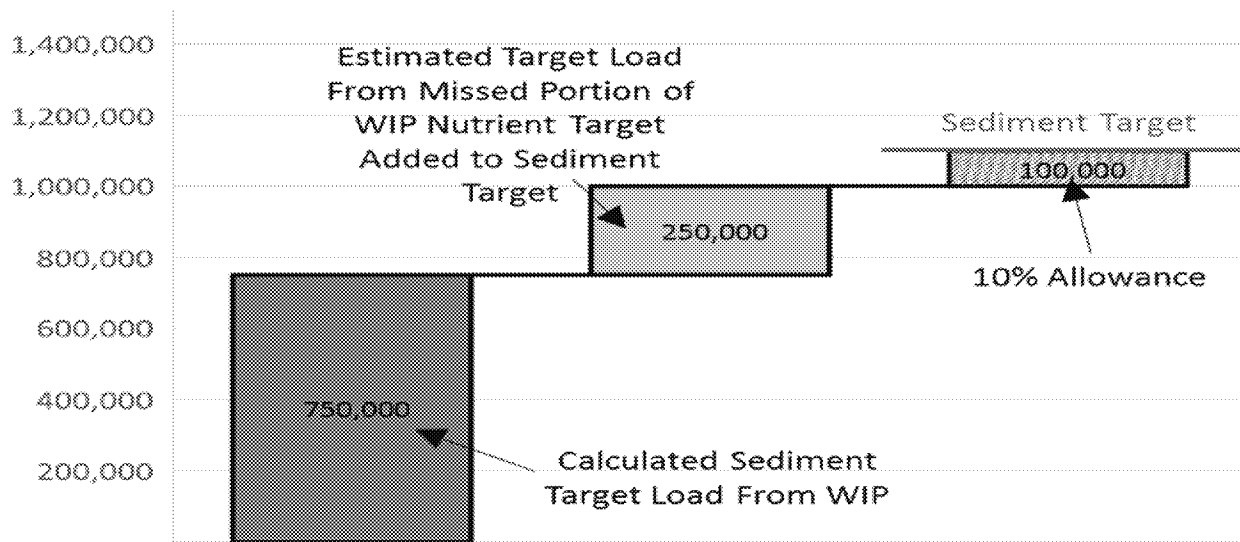 1,400,000
1,200,000
1,000,000
800,000
600,000
400,000
200,000
Estimated Target Load
From Missed Portion of
WIP Nutrient Target
Added to Sediment
Target
Sediment Target
100,000
250,000
10% Allowance
750,000
Calculated Sediment
Target Load From WIP